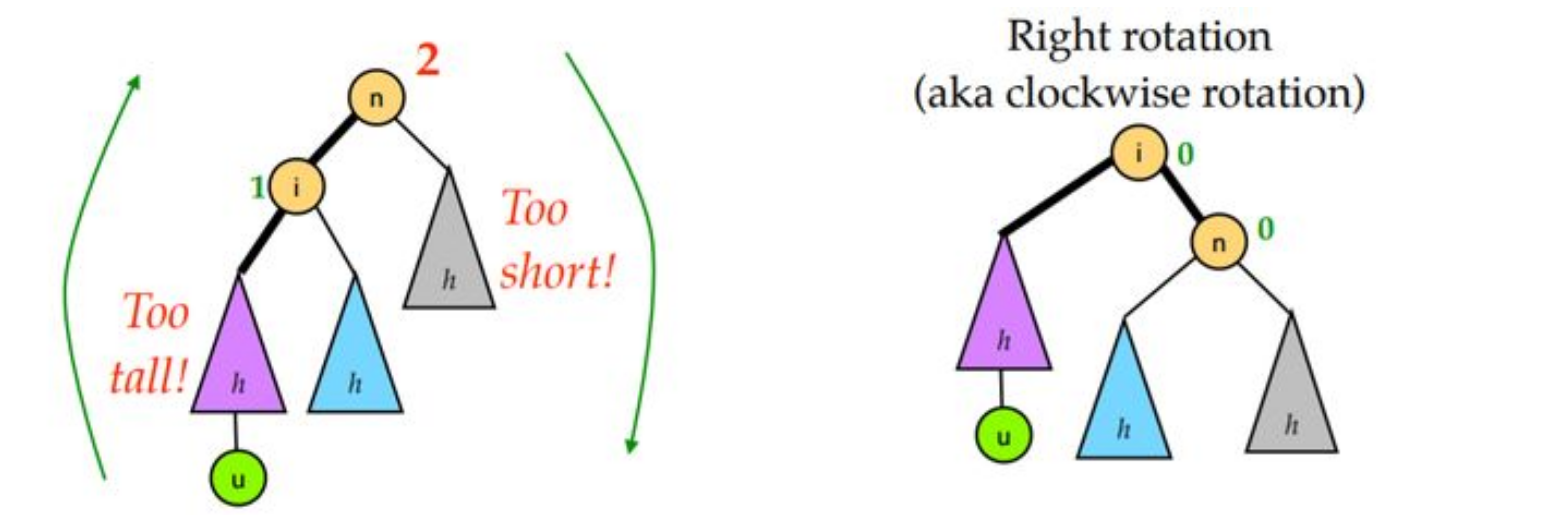 2
n
1
i
Too
short!
h
Too
tall!
h
h
u
Right rotation
(aka clockwise rotation)
i
0
n
0
h
u
h
h